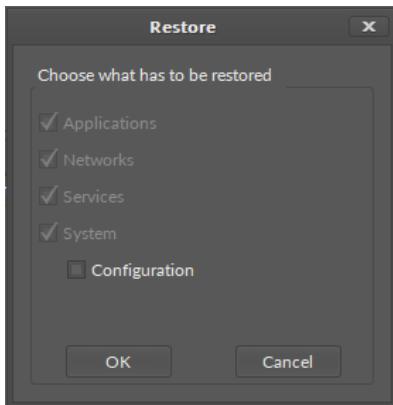 Restore
Choose what has to be restored
Applications
Networks
Services
System
Configuration
OK
Cancel